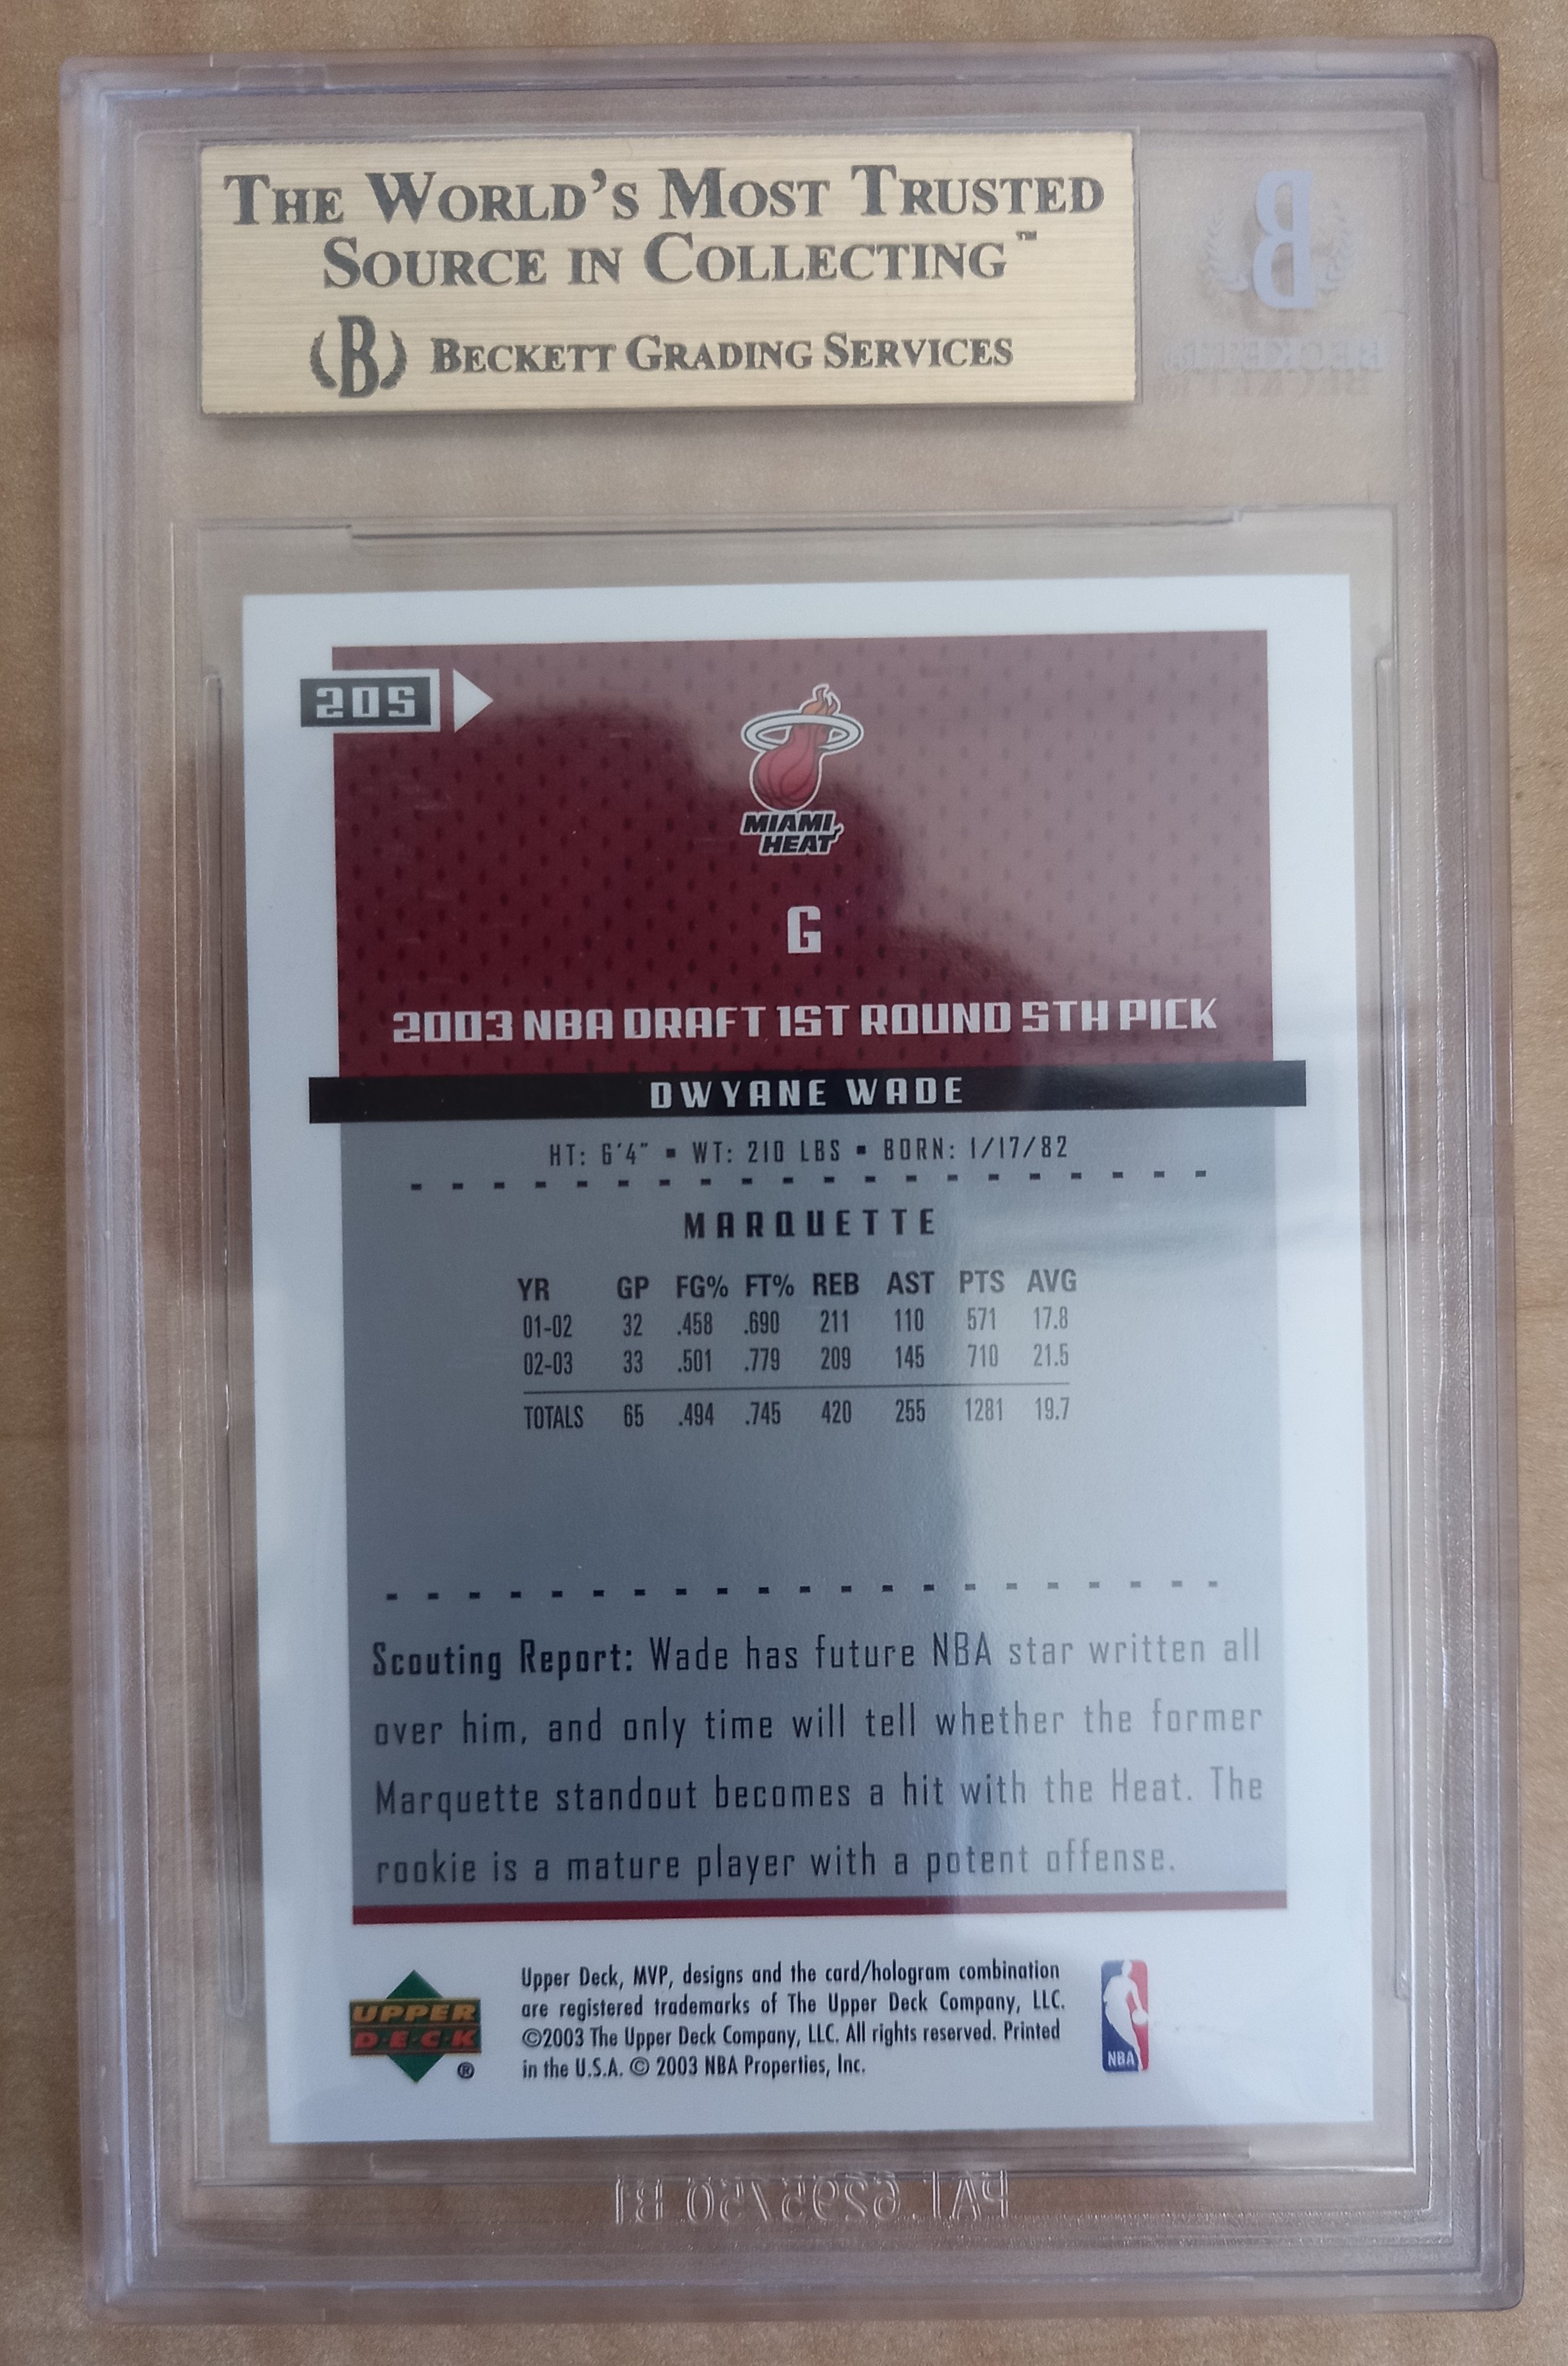 THE WORLD'S MOST TRUSTED
SOURCE IN COLLECTING™
B BECKETT GRADING SERVICES
B
BECKETT
205
MIAMI
HEAT
G
2003 NBA DRAFT 1ST ROUND 5TH PICK
DWYANE WADE
HT: 6'4" ▪ WT: 210 LBS ▪ BORN: 1/17/82
MARQUETTE
YR GP FG% FT% REB AST PTS AVG
01-02 32 .458 .690 211 110 571 17.8
02-03 33 .501 .779 209 145 710 21.5
TOTALS 65 .494 .745 420 255 1281 19.7
Scouting Report: Wade has future NBA star written all
over him, and only time will tell whether the former
Marquette standout becomes a hit with the Heat. The
rookie is a mature player with a potent offense.
UPPER
DECK
®
Upper Deck, MVP, designs and the card/hologram combination
are registered trademarks of The Upper Deck Company, LLC.
©2003 The Upper Deck Company, LLC. All rights reserved. Printed
in the U.S.A. © 2003 NBA Properties, Inc.
NBA
PAT 6295750 B1